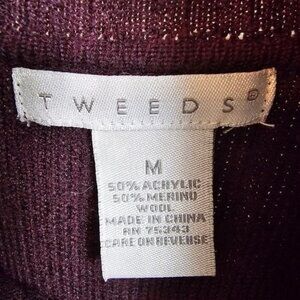 TWEEDS®
M
50% ACRYLIC
50% MERINO
WOOL
MADE IN CHINA
RN 75343
CARE ON REVERSE